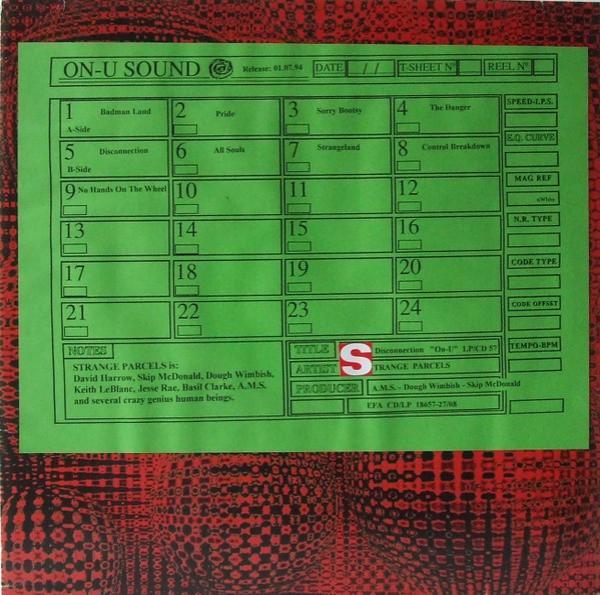 ON-U SOUND Release: 01.07.94 DATE / / T-SHEET Nº REEL Nº
1 Badman Land
A-Side
2 Pride
3 Sorry Bootsy
4 The Danger
SPEED-I.P.S.
5 Disconnection
B-Side
6 All Souls
7 Strangeland
8 Control Breakdown
E.Q. CURVE
9 No Hands On The Wheel
10
11
12
MAG REF
nWb/m
13
14
15
16
N.R. TYPE
17
18
19
20
CODE TYPE
21
22
23
24
CODE OFFSET
TEMPO-BPM
NOTES
STRANGE PARCELS is:
David Harrow, Skip McDonald, Dough Wimbish,
Keith LeBlanc, Jesse Rae, Basil Clarke, A.M.S.
and several crazy genius human beings.
TITLE Disconnection "On-U" LP/CD 57
S
ARTIST STRANGE PARCELS
PRODUCER A.M.S. - Dough Wimbish - Skip McDonald
EFA CD/LP 18657-27/08